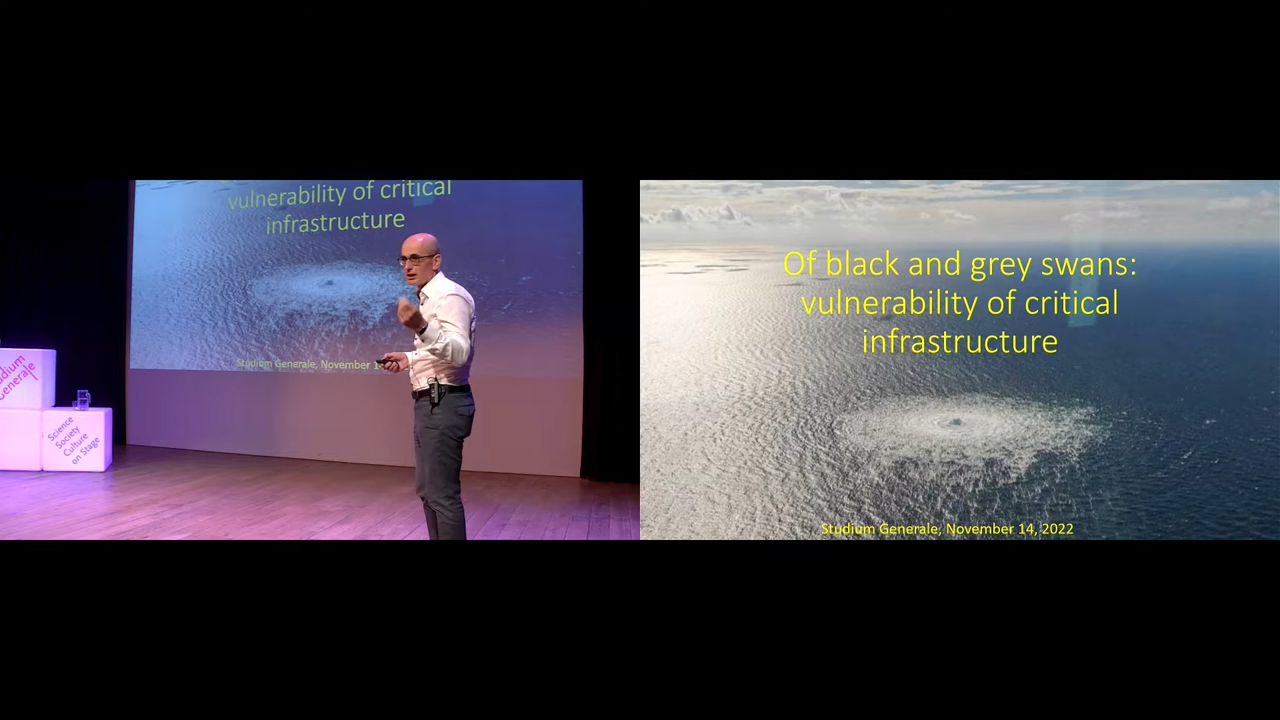 vulnerability of critical
infrastructure
Studium Generale, November 1
Generale
Science
Society
Culture
on Stage
Of black and grey swans:
vulnerability of critical
infrastructure
Studium Generale, November 14, 2022